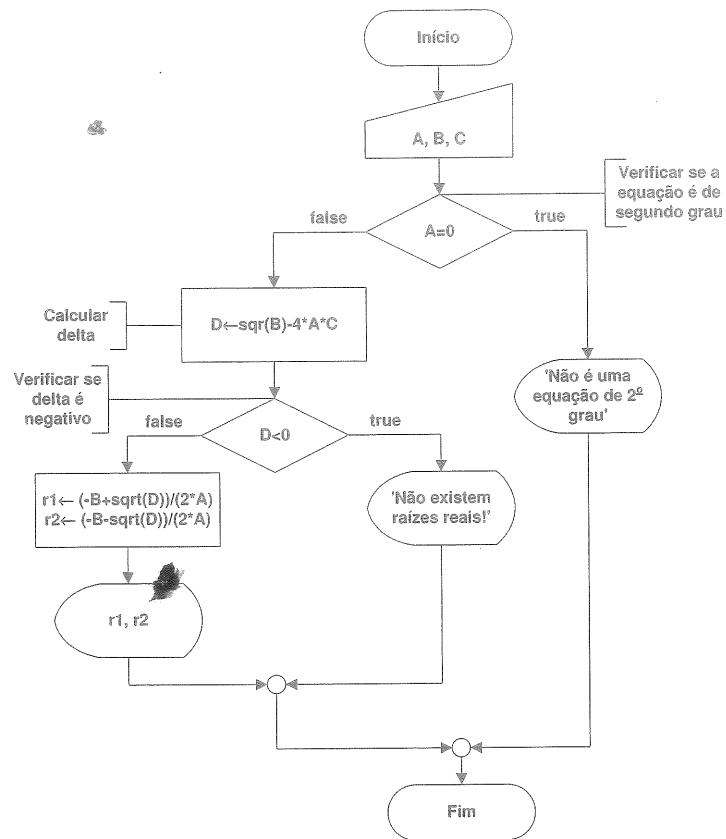 Início
A, B, C
Verificar se a
equação é de
segundo grau
false
true
A=0
Calcular
delta
D←sqr(B)-4*A*C
Verificar se
delta é
negativo
'Não é uma
equação de 2º
grau'
false
true
D<0
r1← (-B+sqrt(D))/(2*A)
r2← (-B-sqrt(D))/(2*A)
'Não existem
raízes reais!'
r1, r2
Fim